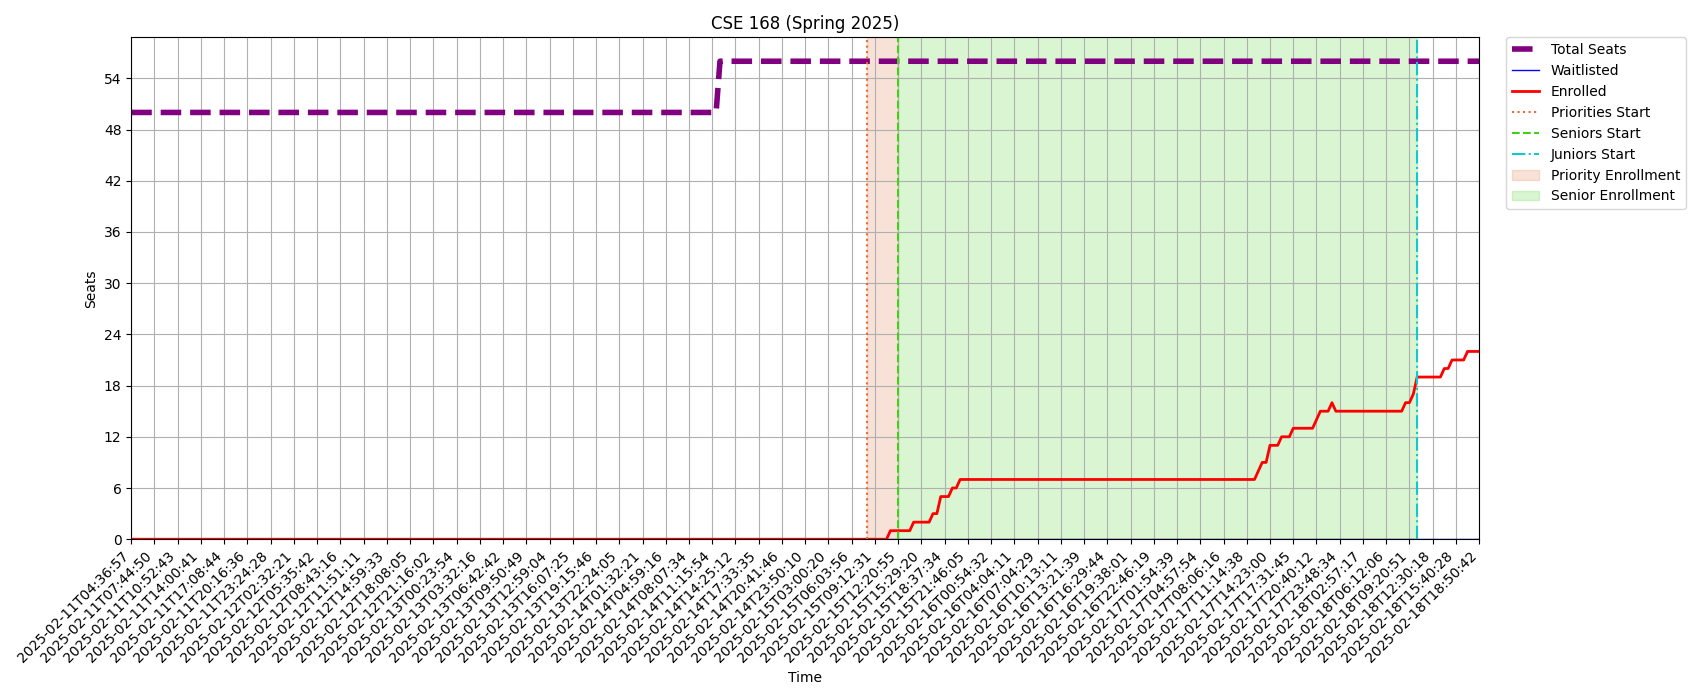 CSE 168 (Spring 2025)
Total Seats
Waitlisted
Enrolled
Priorities Start
Seniors Start
Juniors Start
Priority Enrollment
Senior Enrollment
Seats
54
48
42
36
30
24
18
12
6
0
2025-02-11T04:36:57
2025-02-11T07:44:50
2025-02-11T10:52:43
2025-02-11T14:00:41
2025-02-11T17:08:44
2025-02-11T20:16:36
2025-02-11T23:24:28
2025-02-12T02:32:21
2025-02-12T05:35:42
2025-02-12T08:43:16
2025-02-12T11:51:11
2025-02-12T14:59:33
2025-02-12T18:08:05
2025-02-12T21:16:02
2025-02-13T00:23:54
2025-02-13T03:32:16
2025-02-13T06:42:42
2025-02-13T09:50:49
2025-02-13T12:59:04
2025-02-13T16:07:25
2025-02-13T19:15:46
2025-02-13T22:24:05
2025-02-14T01:32:21
2025-02-14T04:59:16
2025-02-14T08:07:34
2025-02-14T11:15:54
2025-02-14T14:25:12
2025-02-14T17:33:35
2025-02-14T20:41:46
2025-02-14T23:50:10
2025-02-15T03:00:20
2025-02-15T06:03:56
2025-02-15T09:12:31
2025-02-15T12:20:55
2025-02-15T15:29:20
2025-02-15T18:37:34
2025-02-15T21:46:05
2025-02-16T00:54:32
2025-02-16T04:04:11
2025-02-16T07:04:29
2025-02-16T10:13:11
2025-02-16T13:21:39
2025-02-16T16:29:44
2025-02-16T19:38:01
2025-02-16T22:46:19
2025-02-17T01:54:39
2025-02-17T04:57:54
2025-02-17T08:06:16
2025-02-17T11:14:38
2025-02-17T14:23:00
2025-02-17T17:31:45
2025-02-17T20:40:12
2025-02-17T23:48:34
2025-02-18T02:57:17
2025-02-18T06:12:06
2025-02-18T09:20:51
2025-02-18T12:30:18
2025-02-18T15:40:28
2025-02-18T18:50:42
Time